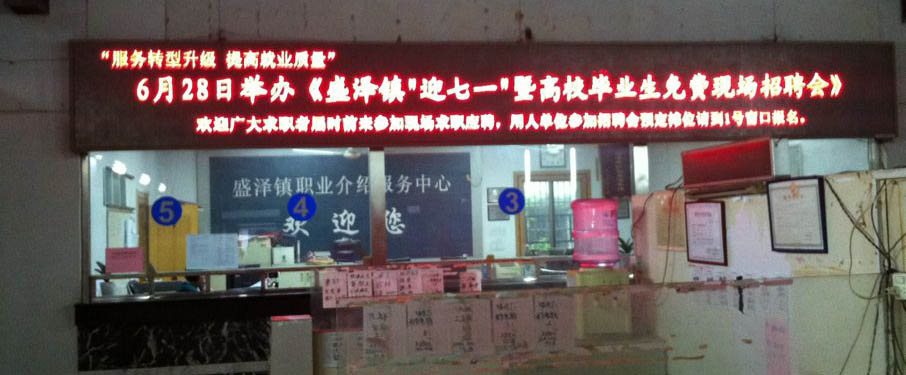 “服务转型升级 提高就业质量”
6月28日举办《盛泽镇"迎七一"暨高校毕业生免费现场招聘会》
欢迎广大求职者届时前来参加现场求职应聘，用人单位参加招聘会预定摊位请到1号窗口报名。
盛泽镇职业介绍服务中心
欢迎您
5
4
3